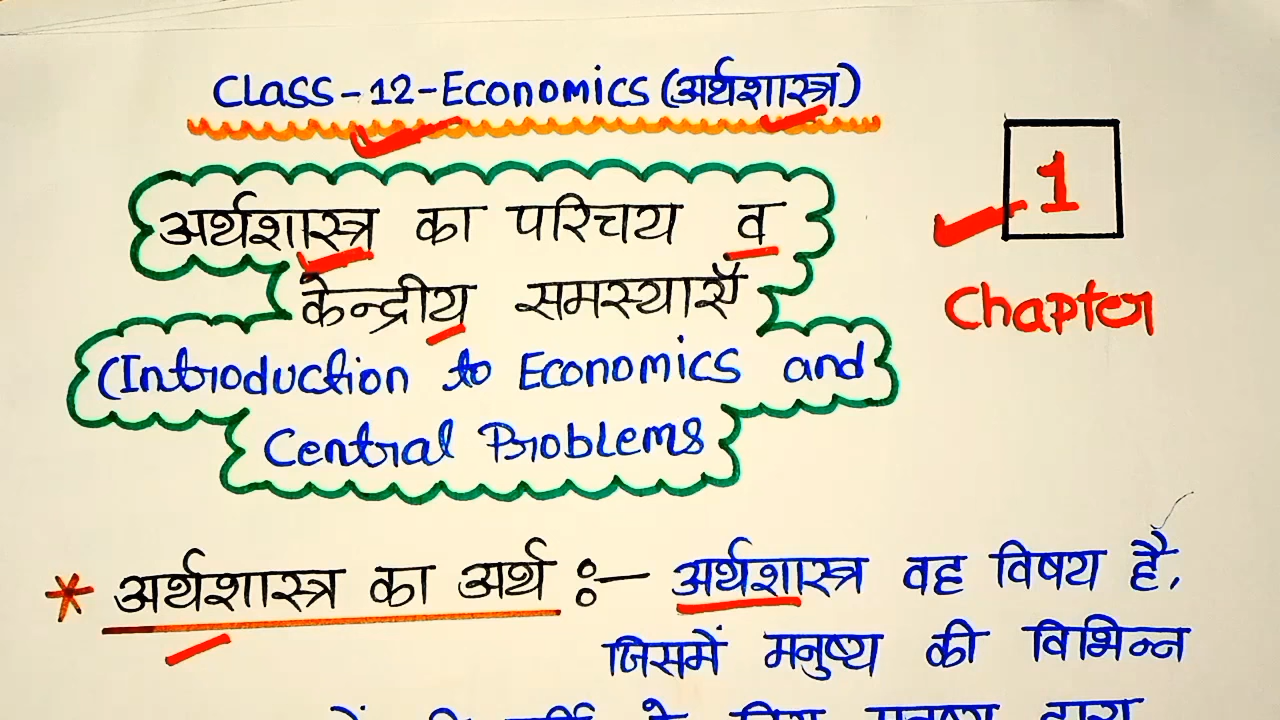 Class-12-Economics (अर्थशास्त्र)
1
Chapter
अर्थशास्त्र का परिचय व
केन्द्रीय समस्याएँ
(Introduction to Economics and
Central Problems
* अर्थशास्त्र का अर्थ :- अर्थशास्त्र वह विषय है,
जिसमें मनुष्य की विभिन्न